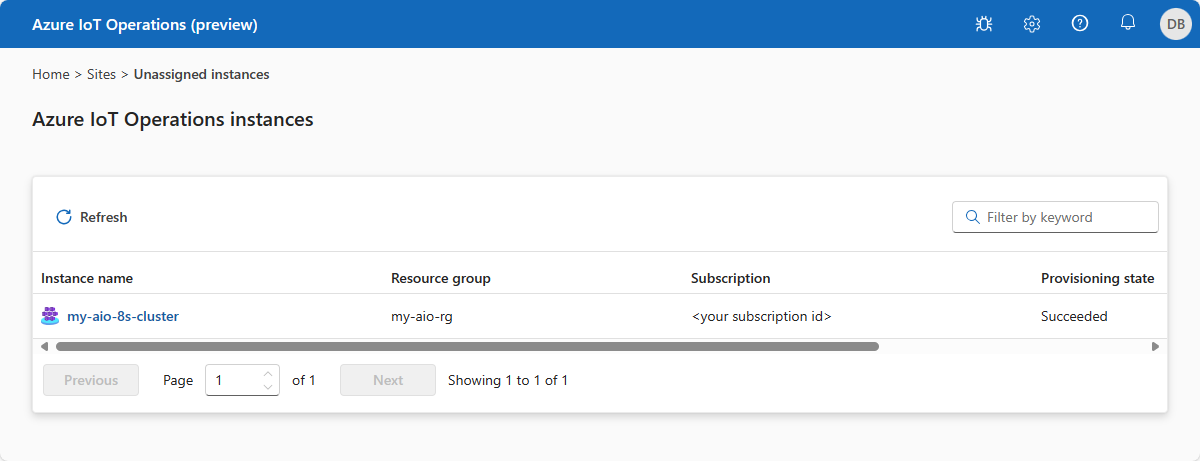 Azure IoT Operations (preview) DB
Home > Sites > Unassigned instances
Azure IoT Operations instances
Refresh Filter by keyword
Instance name Resource group Subscription Provisioning state
my-aio-8s-cluster my-aio-rg <your subscription id> Succeeded
Previous Page 1 of 1 Next Showing 1 to 1 of 1